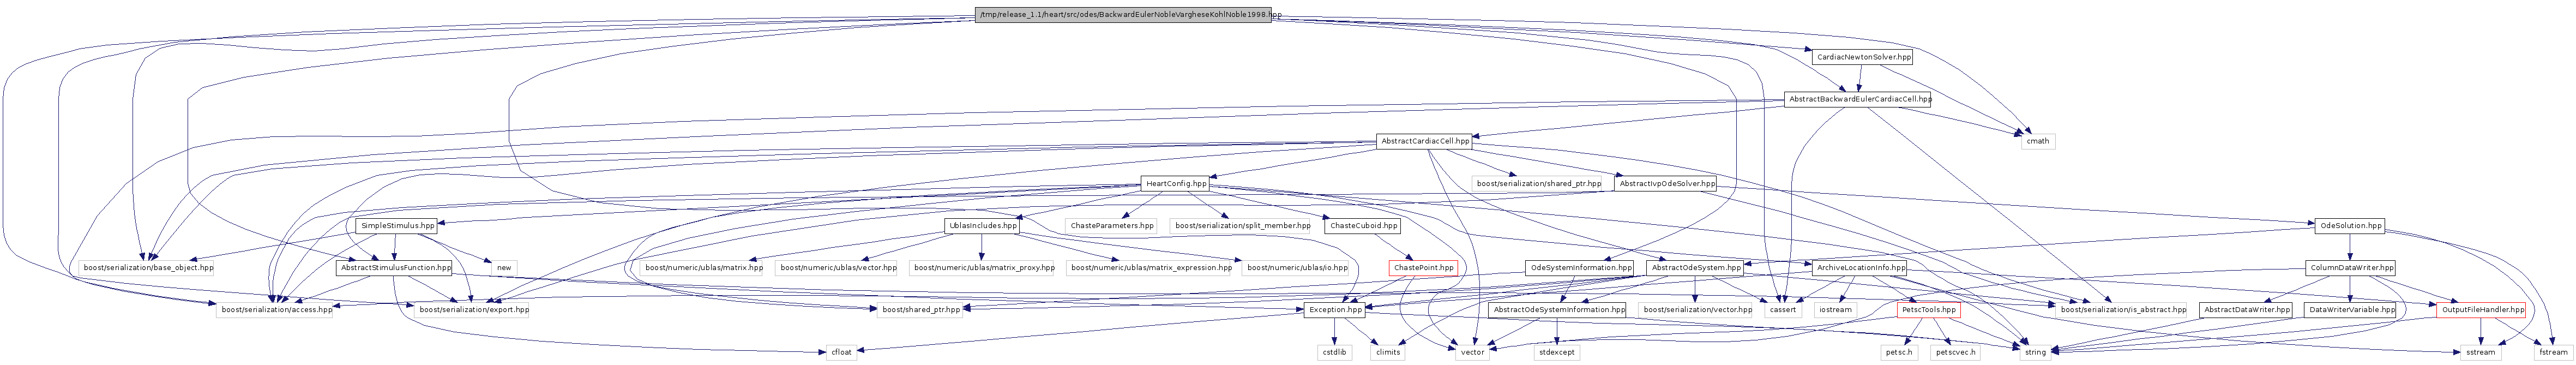 /tmp/release_1.1/heart/src/odes/BackwardEulerNobleVargheseKohlNoble1998.hpp
CardiacNewtonSolver.hpp
AbstractBackwardEulerCardiacCell.hpp
AbstractCardiacCell.hpp
cmath
HeartConfig.hpp
boost/serialization/shared_ptr.hpp
AbstractIvpOdeSolver.hpp
SimpleStimulus.hpp
UblasIncludes.hpp
ChasteParameters.hpp
boost/serialization/split_member.hpp
ChasteCuboid.hpp
OdeSolution.hpp
boost/serialization/base_object.hpp
AbstractStimulusFunction.hpp
new
boost/numeric/ublas/matrix.hpp
boost/numeric/ublas/vector.hpp
boost/numeric/ublas/matrix_proxy.hpp
boost/numeric/ublas/matrix_expression.hpp
boost/numeric/ublas/io.hpp
ChastePoint.hpp
OdeSystemInformation.hpp
AbstractOdeSystem.hpp
ArchiveLocationInfo.hpp
ColumnDataWriter.hpp
boost/serialization/access.hpp
boost/serialization/export.hpp
boost/shared_ptr.hpp
Exception.hpp
AbstractOdeSystemInformation.hpp
boost/serialization/vector.hpp
cassert
iostream
PetscTools.hpp
boost/serialization/is_abstract.hpp
AbstractDataWriter.hpp
DataWriterVariable.hpp
OutputFileHandler.hpp
cfloat
cstdlib
climits
vector
stdexcept
petsc.h
petscvec.h
string
sstream
fstream